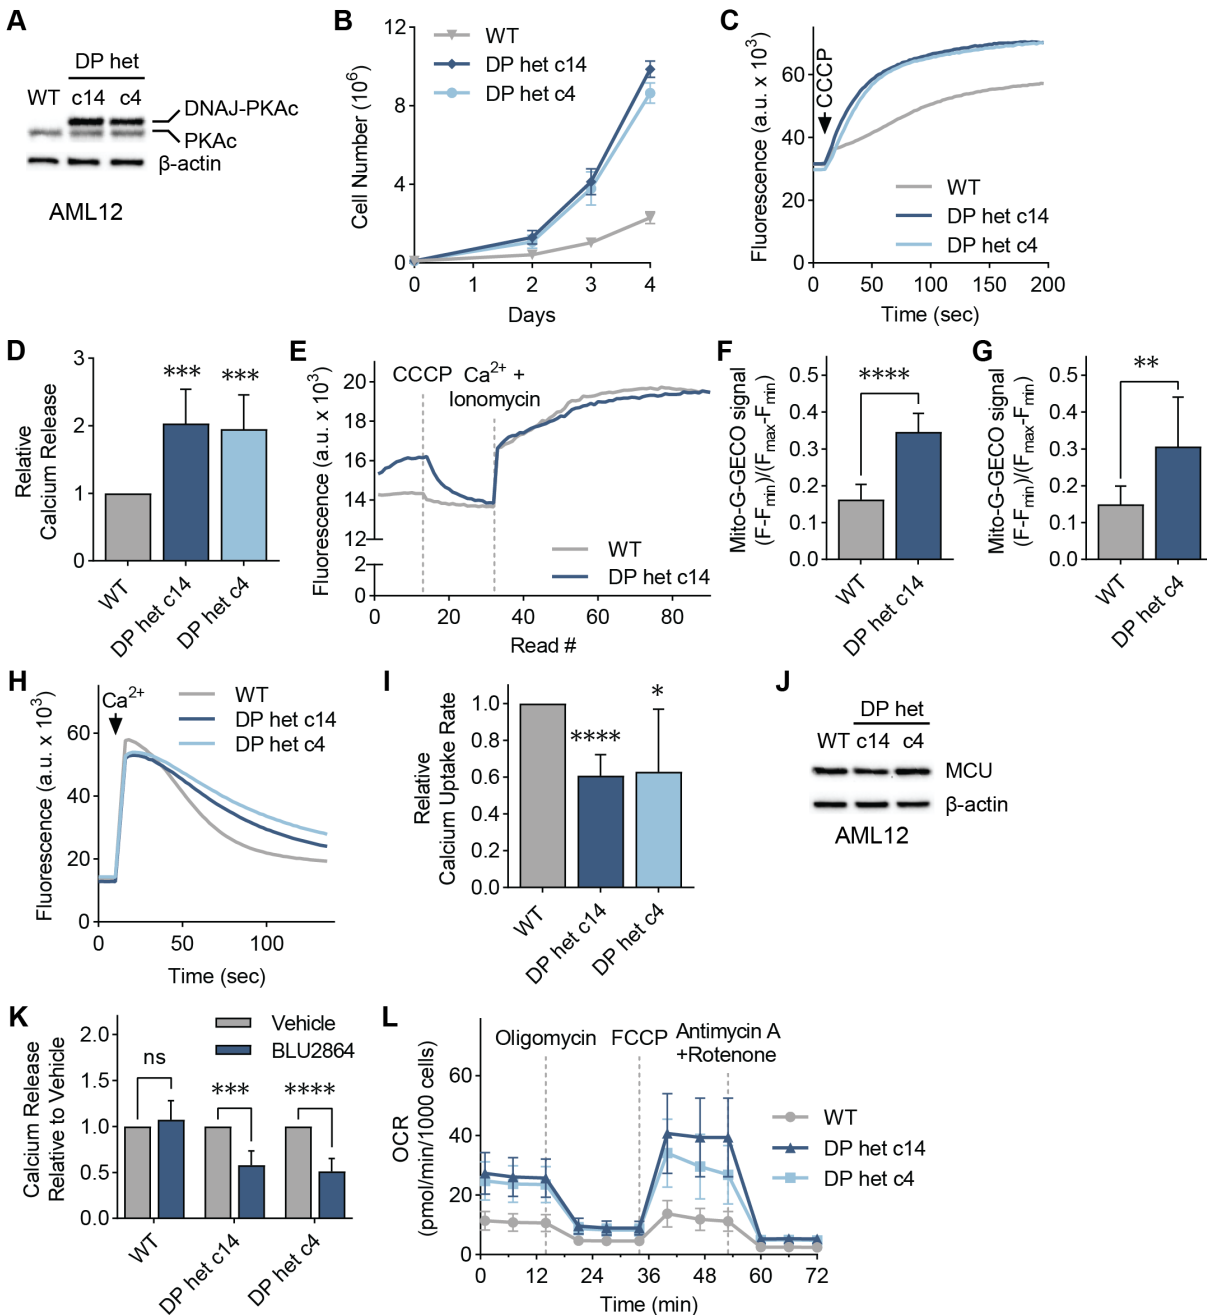 A
DP het
WT c14 c4
DNAJ-PKAc
PKAc
β-actin
AML12
B
WT
DP het c14
DP het c4
Cell Number (10⁶)
12
8
4
0
0 1 2 3 4
Days
C
CCCP
Fluorescence (a.u. x 10³)
60
40
20
0
WT
DP het c14
DP het c4
0 50 100 150 200
Time (sec)
D
Relative
Calcium Release
3
2
1
0
*** ***
WT
DP het c14
DP het c4
E
CCCP
Ca²⁺ +
Ionomycin
Fluorescence (a.u. x 10³)
20
18
16
14
12
2
0
WT
DP het c14
0 20 40 60 80
Read #
F
Mito-G-GECO signal
(F-Fmin)/(Fmax-Fmin)
0.5
0.4
0.3
0.2
0.1
0.0
****
WT
DP het c14
G
Mito-G-GECO signal
(F-Fmin)/(Fmax-Fmin)
0.5
0.4
0.3
0.2
0.1
0.0
**
WT
DP het c4
H
Ca²⁺
WT
DP het c14
DP het c4
Fluorescence (a.u. x 10³)
60
40
20
0
0 50 100
Time (sec)
I
Relative
Calcium Uptake Rate
1.0
0.8
0.6
0.4
0.2
0.0
**** *
WT
DP het c14
DP het c4
J
DP het
WT c14 c4
MCU
β-actin
AML12
K
Vehicle
BLU2864
Calcium Release
Relative to Vehicle
2.0
1.5
1.0
0.5
0.0
ns *** ****
WT
DP het c14
DP het c4
L
Oligomycin
FCCP
Antimycin A
+Rotenone
OCR
(pmol/min/1000 cells)
60
40
20
0
WT
DP het c14
DP het c4
0 12 24 36 48 60 72
Time (min)